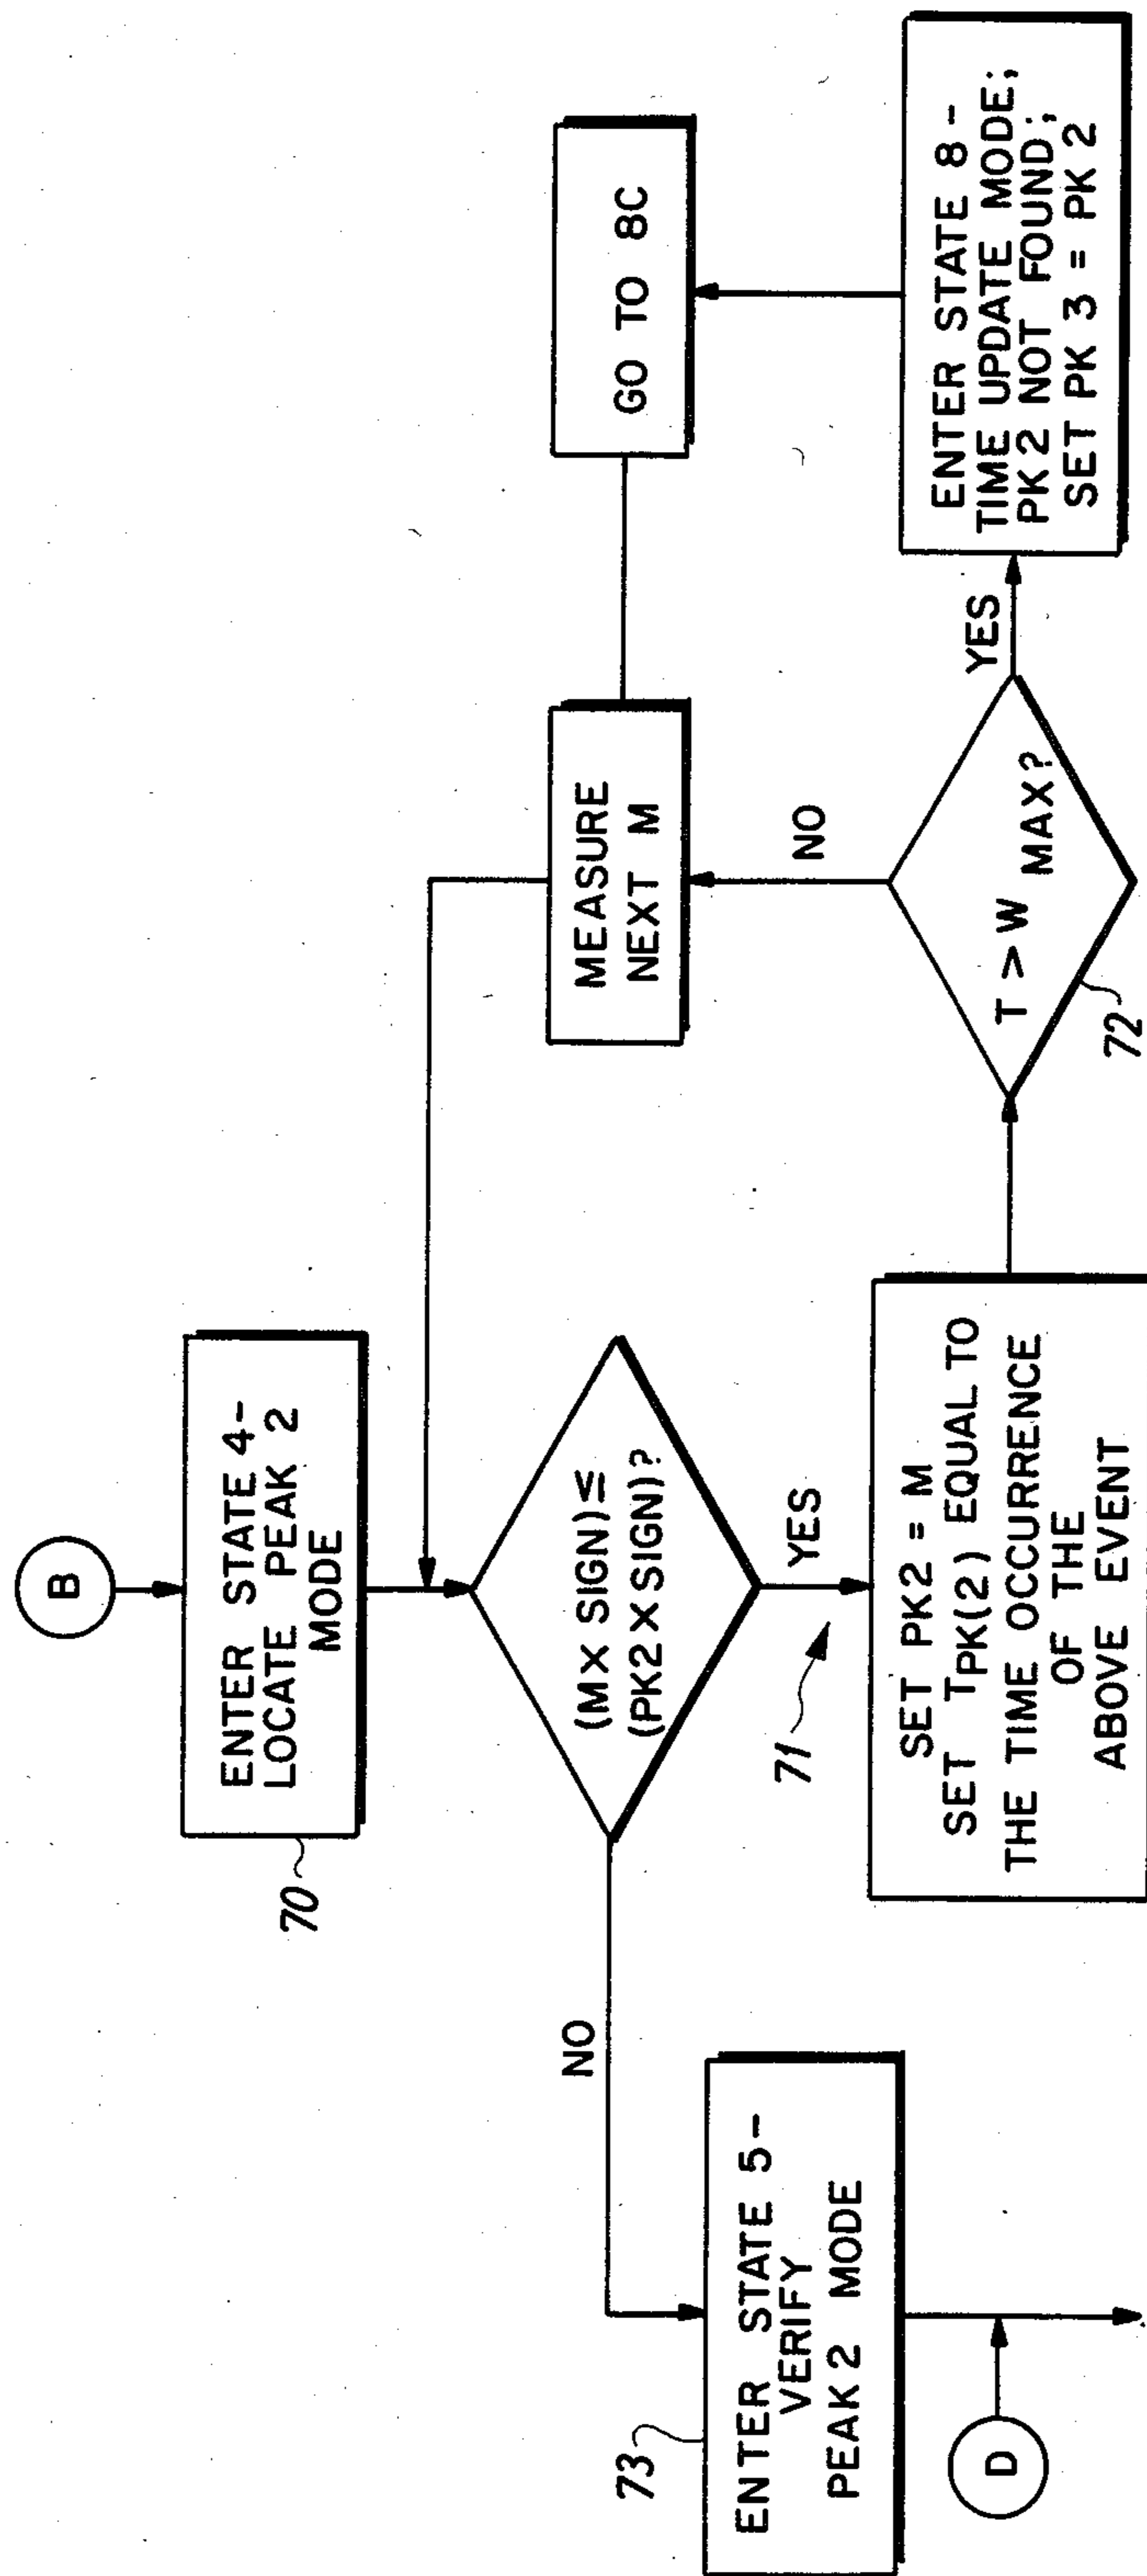 B
ENTER STATE 4-
LOCATE PEAK 2
MODE
70
(M X SIGN) ≤
(PK2 X SIGN)?
NO
YES
71
ENTER STATE 5-
VERIFY
PEAK 2 MODE
73
D
SET PK2 = M
SET TPK(2) EQUAL TO
THE TIME OCCURRENCE
OF THE
ABOVE EVENT
T > W MAX?
72
NO
YES
MEASURE
NEXT M
GO TO 8C
ENTER STATE 8-
TIME UPDATE MODE;
PK 2 NOT FOUND;
SET PK 3 = PK 2